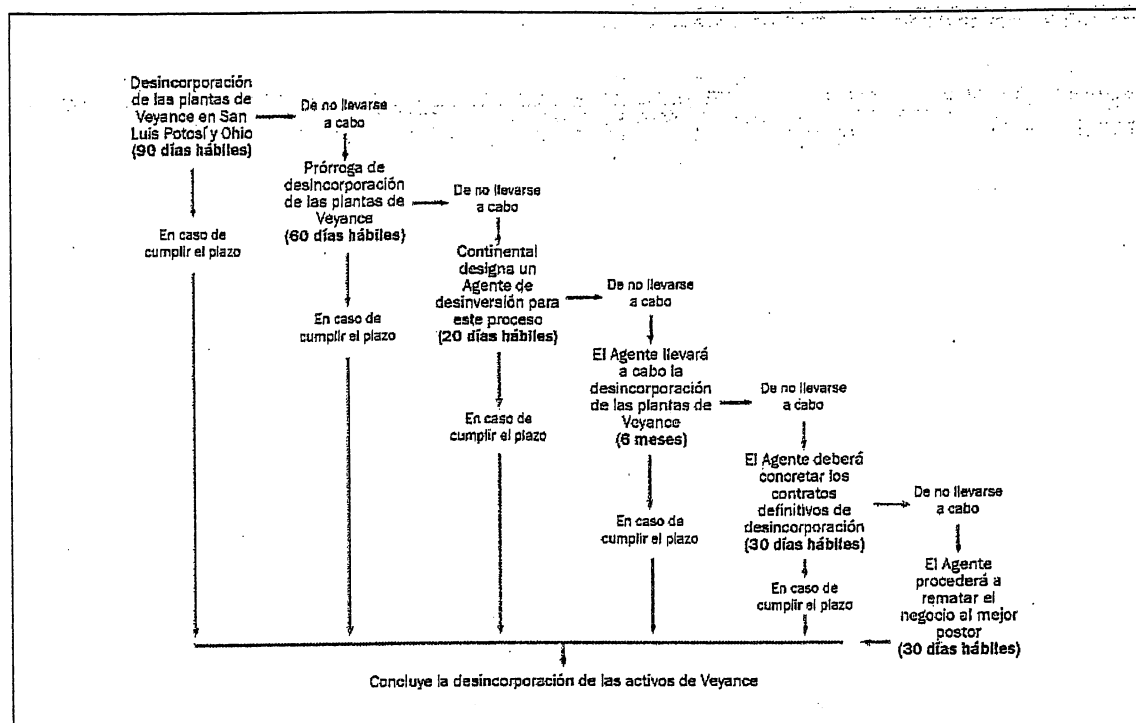 Desincorporación
de las plantas de
Veyance en San
Luis Potosí y Ohio
(90 días hábiles)
De no llevarse
a cabo
En caso de
cumplir el plazo
Prórroga de
desincorporación
de las plantas de
Veyance
(60 días hábiles)
De no llevarse
a cabo
En caso de
cumplir el plazo
Continental
designa un
Agente de
desinversión para
este proceso
(20 días hábiles)
De no llevarse
a cabo
En caso de
cumplir el plazo
El Agente llevará
a cabo la
desincorporación
de las plantas de
Veyance
(6 meses)
De no llevarse
a cabo
En caso de
cumplir el plazo
El Agente deberá
concretar los
contratos
definitivos de
desincorporación
(30 días hábiles)
De no llevarse
a cabo
En caso de
cumplir el plazo
El Agente
procederá a
rematar el
negocio al mejor
postor
(30 días hábiles)
Concluye la desincorporación de las activos de Veyance